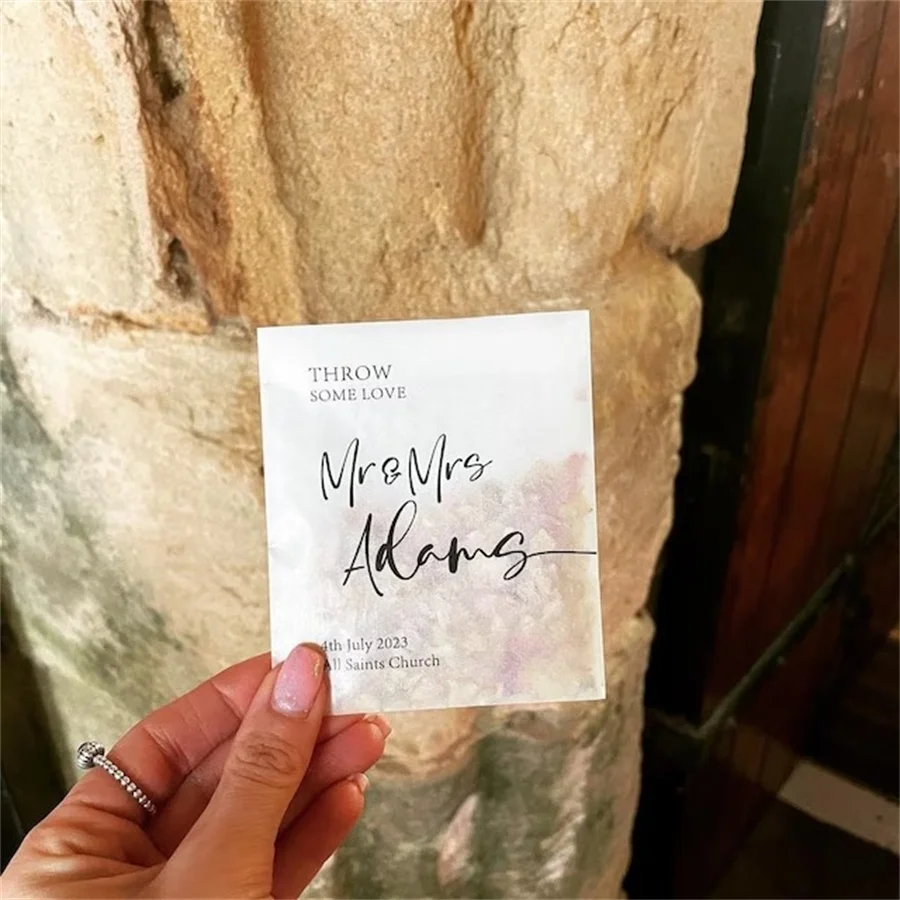 THROW
SOME LOVE
Mr & Mrs
Adams
4th July 2023
All Saints Church